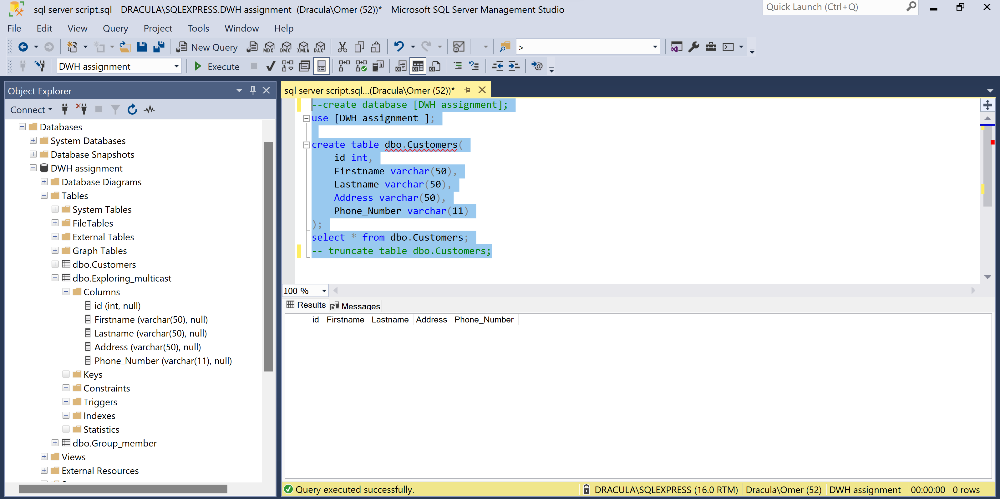 sql server script.sql - DRACULA\SQLEXPRESS.DWH assignment (Dracula\Omer (52))* - Microsoft SQL Server Management Studio
Quick Launch (Ctrl+Q)
File Edit View Query Project Tools Window Help
New Query MDX DMX XMLA DAX >
DWH assignment Execute
Object Explorer
Connect
Databases
System Databases
Database Snapshots
DWH assignment
Database Diagrams
Tables
System Tables
FileTables
External Tables
Graph Tables
dbo.Customers
dbo.Exploring_multicast
Columns
id (int, null)
Firstname (varchar(50), null)
Lastname (varchar(50), null)
Address (varchar(50), null)
Phone_Number (varchar(11), null)
Keys
Constraints
Triggers
Indexes
Statistics
dbo.Group_member
Views
External Resources
sql server script.sql...(Dracula\Omer (52))*
--create database [DWH assignment];
use [DWH assignment ];
create table dbo.Customers(
id int,
Firstname varchar(50),
Lastname varchar(50),
Address varchar(50),
Phone_Number varchar(11)
);
select * from dbo.Customers;
-- truncate table dbo.Customers;
100 %
Results Messages
id Firstname Lastname Address Phone_Number
Query executed successfully. DRACULA\SQLEXPRESS (16.0 RTM) Dracula\Omer (52) DWH assignment 00:00:00 0 rows